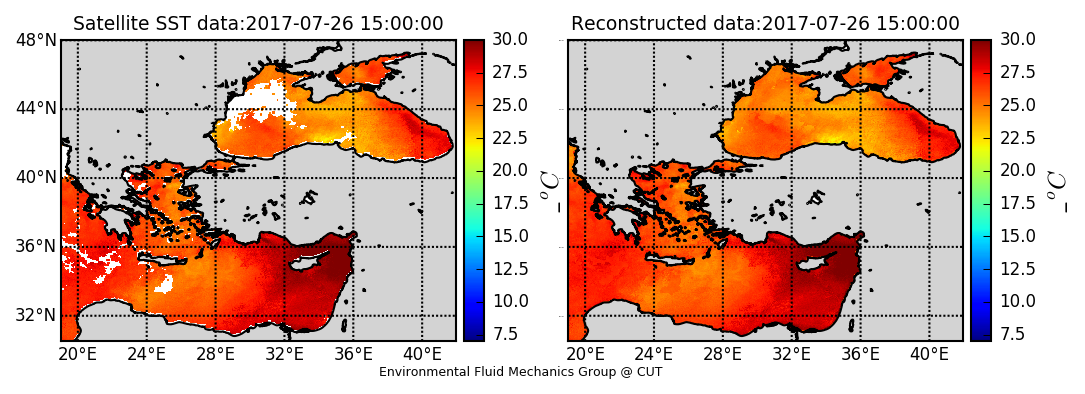 Satellite SST data:2017-07-26 15:00:00
Reconstructed data:2017-07-26 15:00:00
48°N
44°N
40°N
36°N
32°N
20°E 24°E 28°E 32°E 36°E 40°E
30.0
27.5
25.0
22.5
20.0
17.5
15.0
12.5
10.0
7.5
_ °C
20°E 24°E 28°E 32°E 36°E 40°E
30.0
27.5
25.0
22.5
20.0
17.5
15.0
12.5
10.0
7.5
_ °C
Environmental Fluid Mechanics Group @ CUT